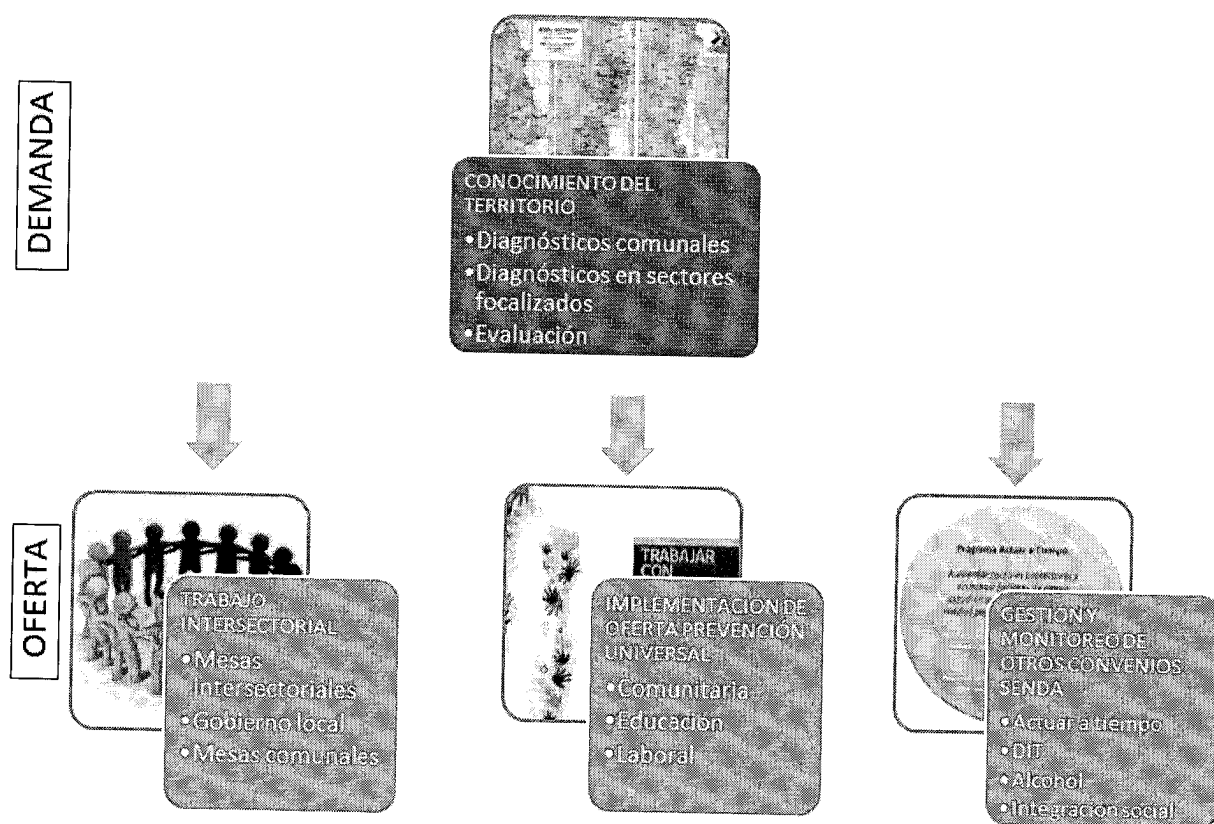 DEMANDA
CONOCIMIENTO DEL
TERRITORIO
•Diagnósticos comunales
•Diagnósticos en sectores
focalizados
•Evaluación
OFERTA
TRABAJO
INTERSECTORIAL
•Mesas
Intersectoriales
•Gobierno local
•Mesas comunales
TRABAJAR
CON
IMPLEMENTACIÓN DE
OFERTA PREVENCIÓN
UNIVERSAL
•Comunitaria
•Educación
•Laboral
Programa Actuar a Tiempo
GESTION Y
MONITOREO DE
OTROS CONVENIOS
SENDA
•Actuar a tiempo
•DIT
•Alcohol
•Integración social